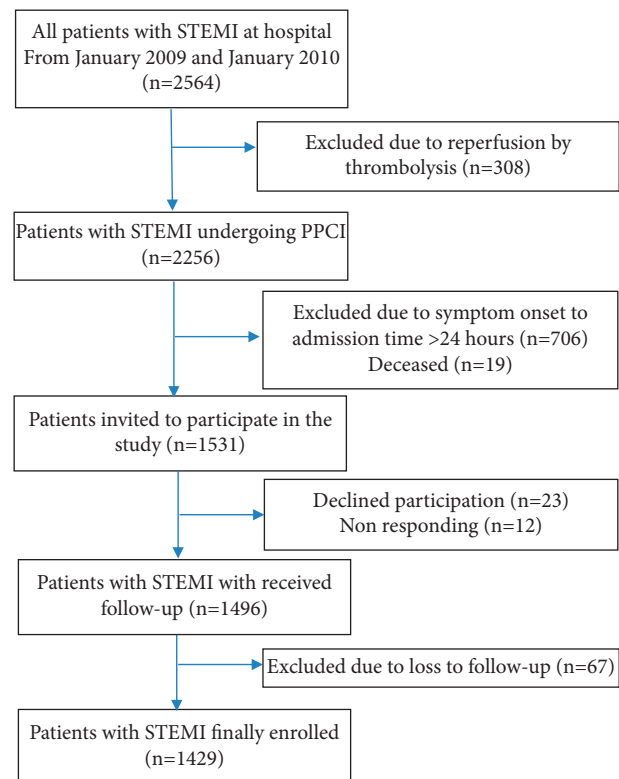 All patients with STEMI at hospital
From January 2009 and January 2010
(n=2564)
Excluded due to reperfusion by
thrombolysis (n=308)
Patients with STEMI undergoing PPCI
(n=2256)
Excluded due to symptom onset to
admission time >24 hours (n=706)
Deceased (n=19)
Patients invited to participate in the
study (n=1531)
Declined participation (n=23)
Non responding (n=12)
Patients with STEMI with received
follow-up (n=1496)
Excluded due to loss to follow-up (n=67)
Patients with STEMI finally enrolled
(n=1429)